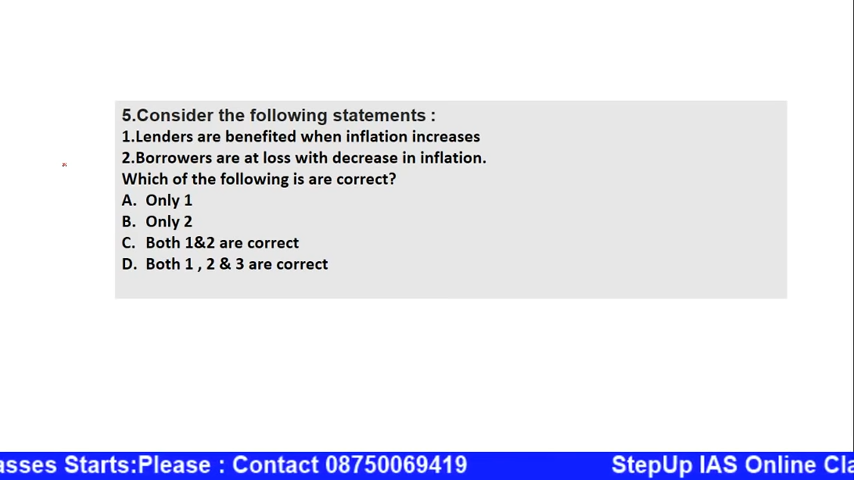 5.Consider the following statements :
1.Lenders are benefited when inflation increases
2.Borrowers are at loss with decrease in inflation.
Which of the following is are correct?
A. Only 1
B. Only 2
C. Both 1&2 are correct
D. Both 1 , 2 & 3 are correct
asses Starts:Please : Contact 08750069419 StepUp IAS Online Cla